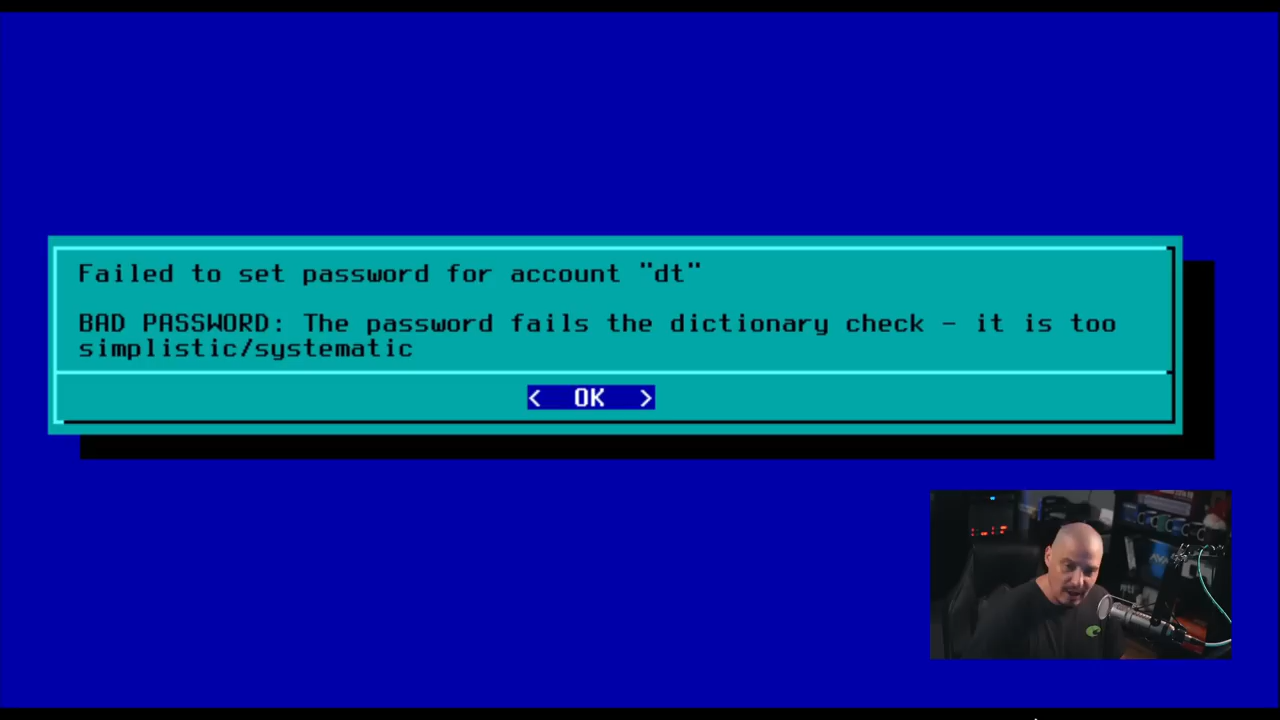 Failed to set password for account "dt"
BAD PASSWORD: The password fails the dictionary check - it is too
simplistic/systematic
< OK >